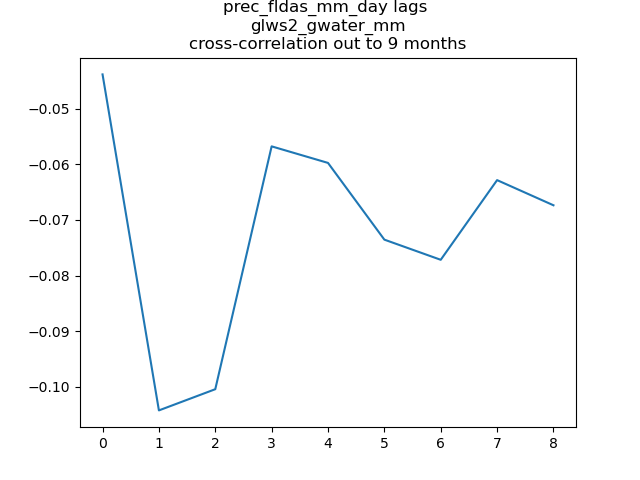 prec_fldas_mm_day lags
glws2_gwater_mm
cross-correlation out to 9 months
−0.05
−0.06
−0.07
−0.08
−0.09
−0.10
0 1 2 3 4 5 6 7 8